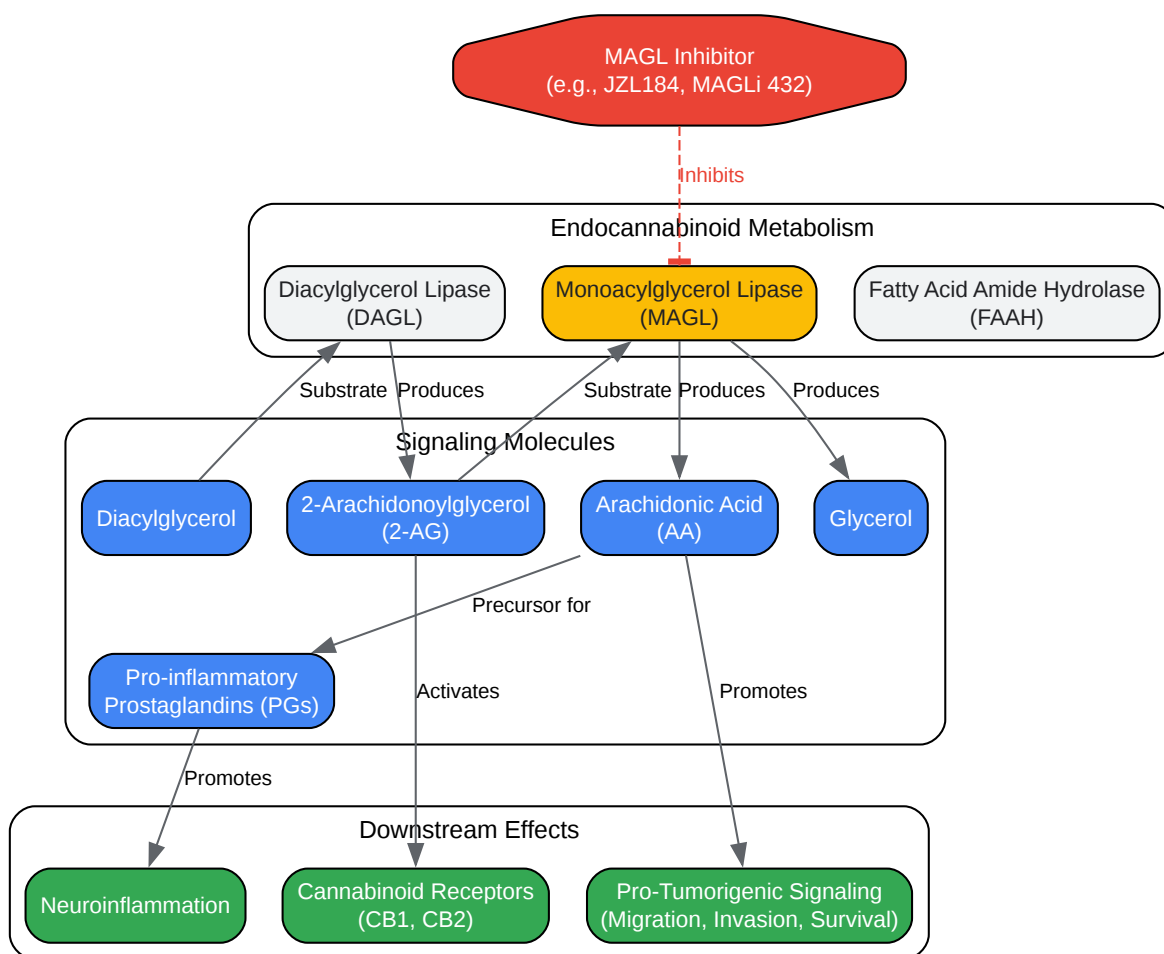 MAGL Inhibitor
(e.g., JZL184, MAGLi 432)
Inhibits
Endocannabinoid Metabolism
Diacylglycerol Lipase
(DAGL)
Monoacylglycerol Lipase
(MAGL)
Fatty Acid Amide Hydrolase
(FAAH)
Substrate
Produces
Substrate
Produces
Produces
Signaling Molecules
Diacylglycerol
2-Arachidonoylglycerol
(2-AG)
Arachidonic Acid
(AA)
Glycerol
Precursor for
Pro-inflammatory
Prostaglandins (PGs)
Activates
Promotes
Promotes
Downstream Effects
Neuroinflammation
Cannabinoid Receptors
(CB1, CB2)
Pro-Tumorigenic Signaling
(Migration, Invasion, Survival)